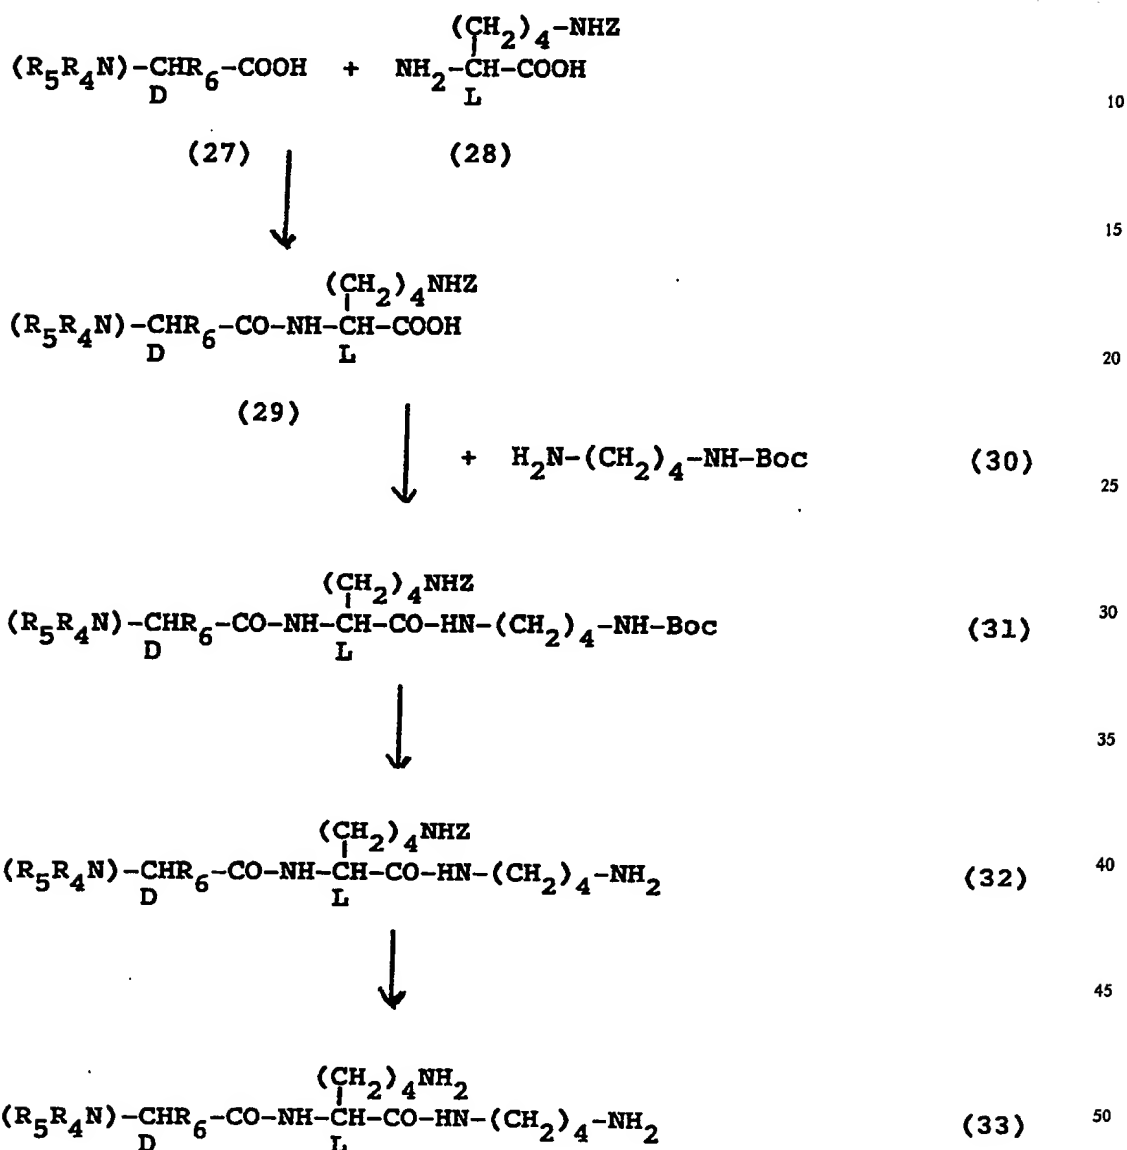 (CH2)4-NHZ
(R5R4N)-CHR6-COOH + NH2-CH-COOH
D L
10
(27) (28)
15
(CH2)4NHZ
(R5R4N)-CHR6-CO-NH-CH-COOH
D L
20
(29)
+ H2N-(CH2)4-NH-Boc (30)
25
(CH2)4NHZ
(R5R4N)-CHR6-CO-NH-CH-CO-HN-(CH2)4-NH-Boc (31)
30
D L
35
(CH2)4NHZ
(R5R4N)-CHR6-CO-NH-CH-CO-HN-(CH2)4-NH2 (32)
40
D L
45
(CH2)4NH2
(R5R4N)-CHR6-CO-NH-CH-CO-HN-(CH2)4-NH2 (33)
50
D L